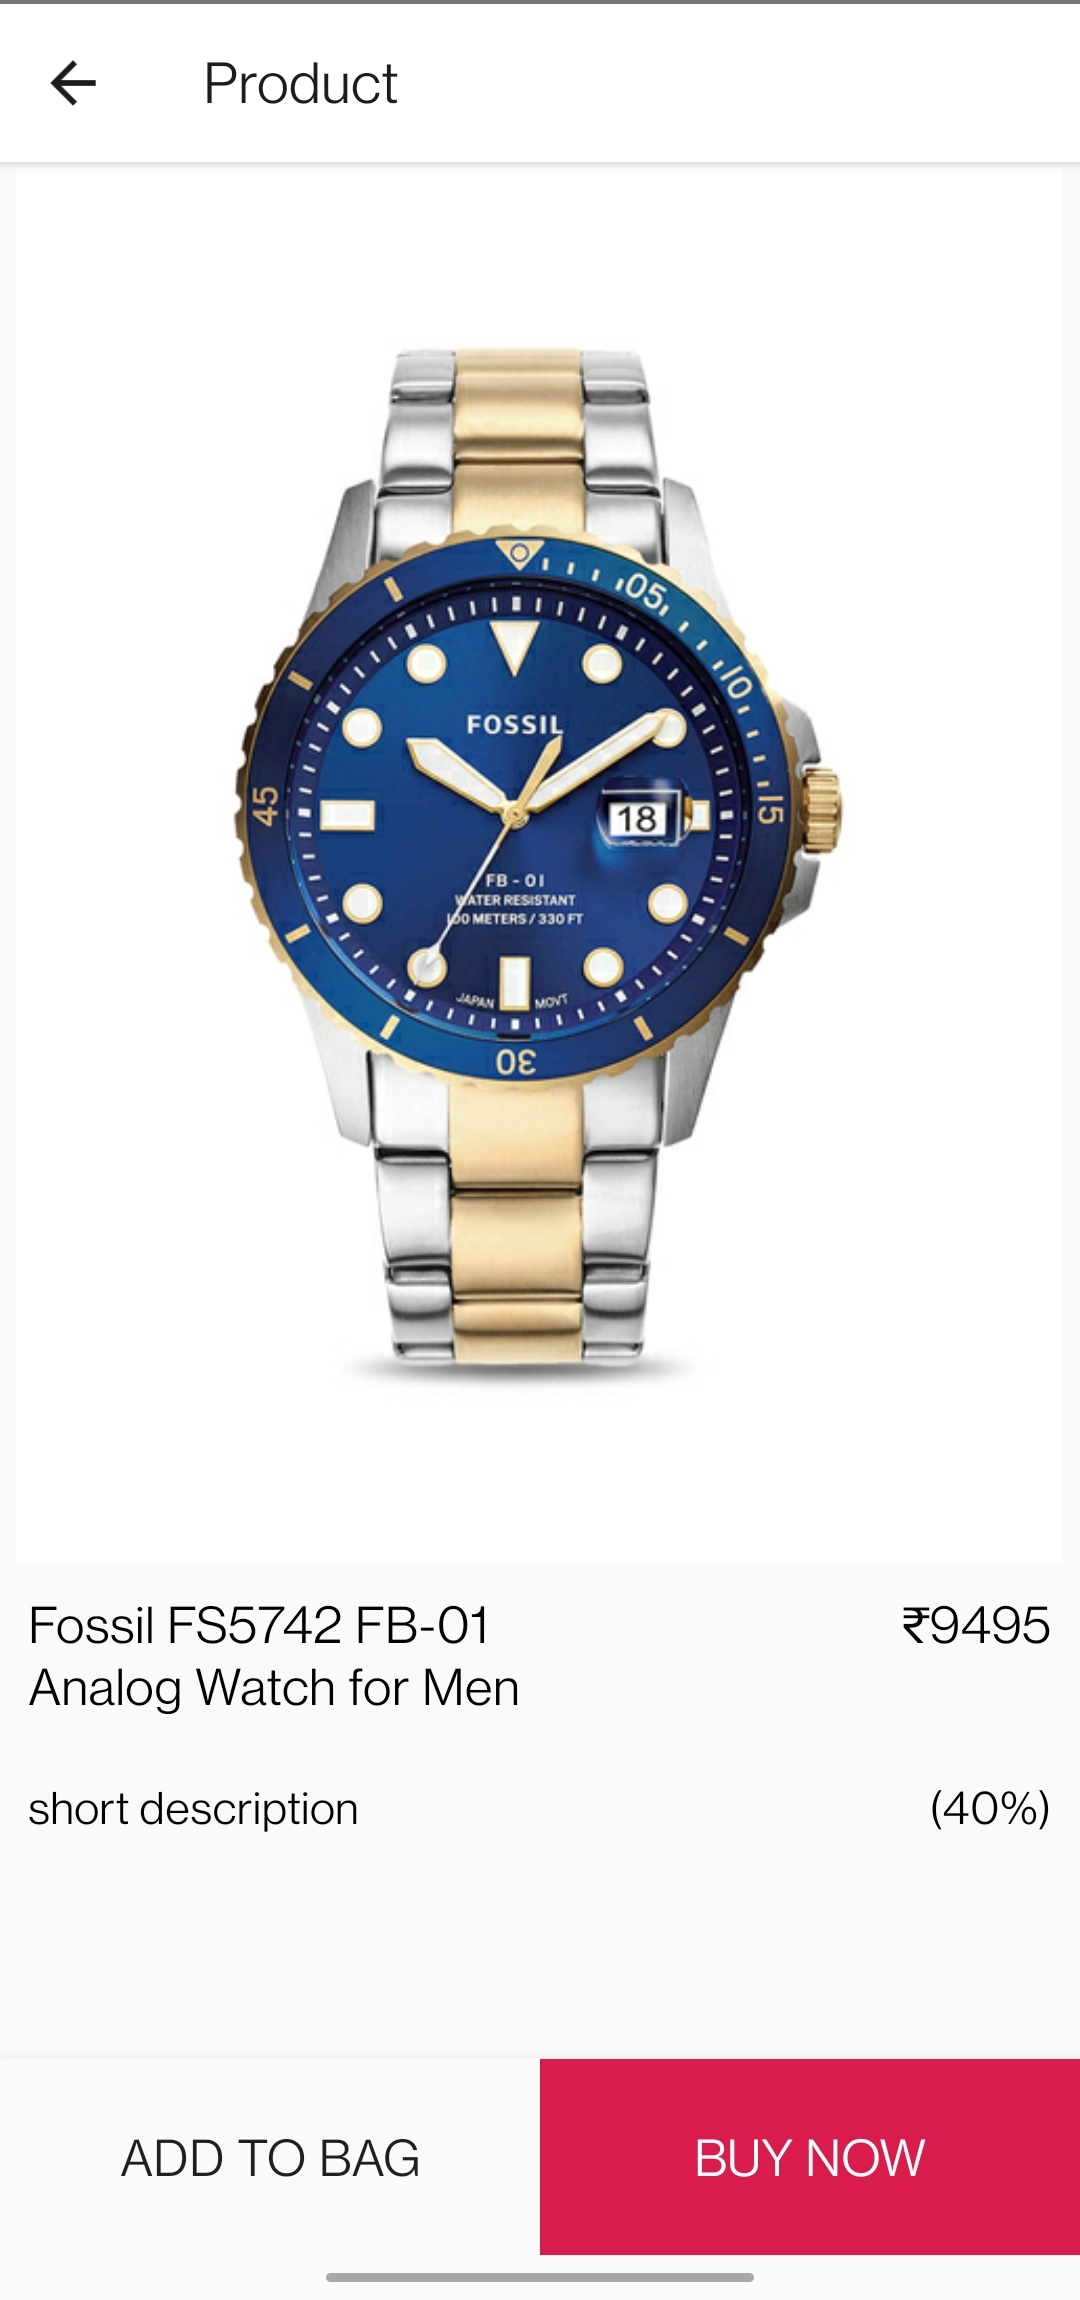 Product
05
10
FOSSIL
45
18
15
FB-01
WATER RESISTANT
100 METERS / 330 FT
JAPAN MOVT
30
Fossil FS5742 FB-01
Analog Watch for Men
₹9495
short description
(40%)
ADD TO BAG
BUY NOW